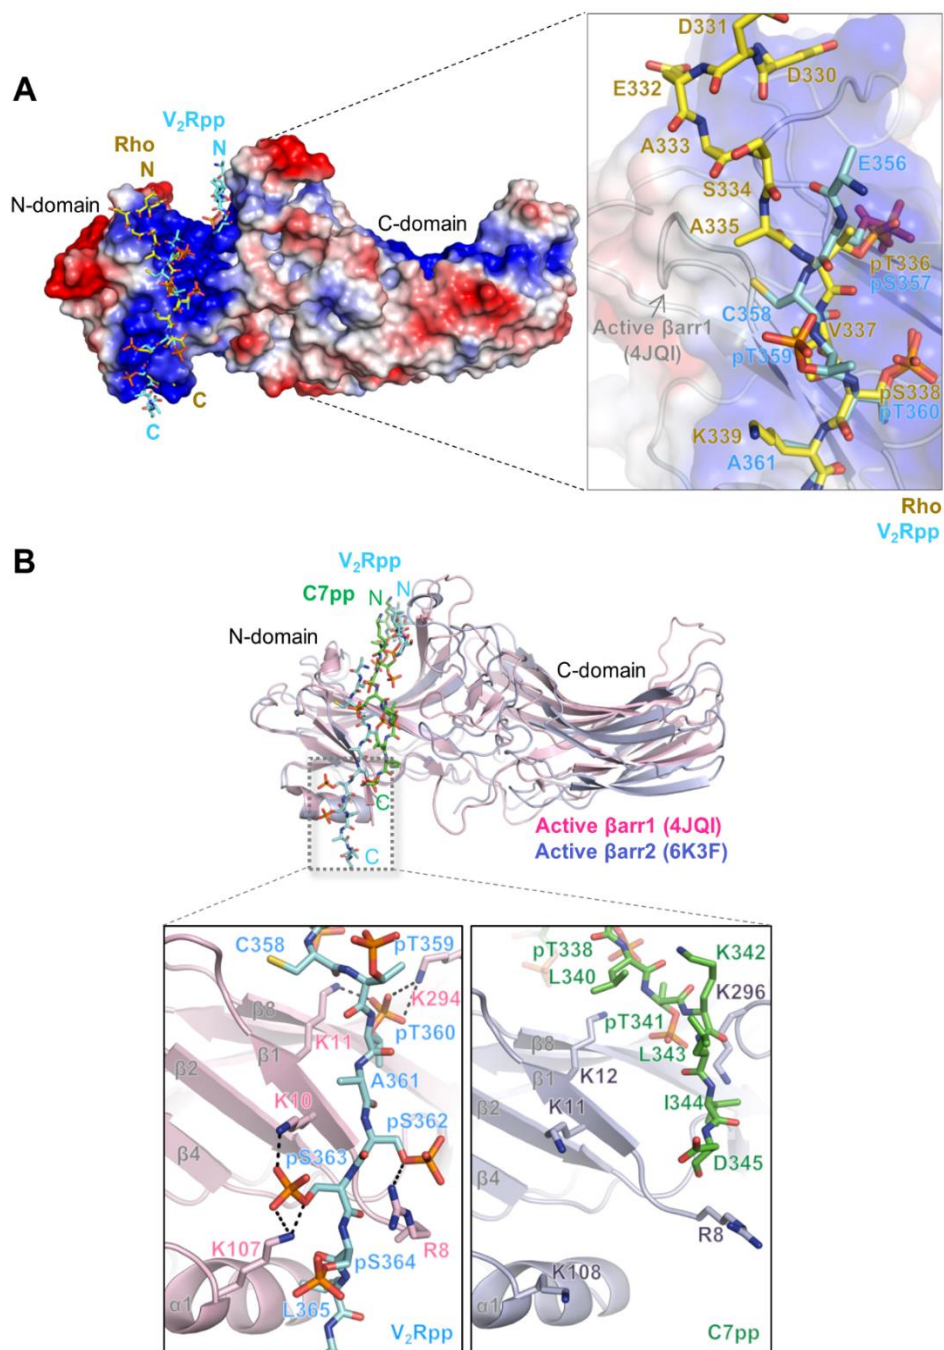 A
D331
D330
E332
V₂Rpp
N
Rho
N
A333
E356
N-domain
S334
C-domain
A335
pT336
pS357
C358
Active βarr1
(4JQI)
V337
pT359
pS338
pT360
C
C
K339
A361
Rho
V₂Rpp
B
V₂Rpp
C7pp
N
N
N-domain
C-domain
C
C
Active βarr1 (4JQI)
Active βarr2 (6K3F)
C358
pT359
K294
β8
K11
pT360
β1
β2
A361
K10
pS362
pS363
β4
K107
R8
pS364
α1
L365
V₂Rpp
pT338
K342
L340
K296
pT341
β8
L343
β1
K12
β2
K11
I344
D345
β4
R8
K108
α1
C7pp